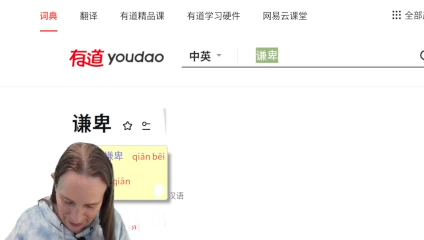 词典 翻译 有道精品课 有道学习硬件 网易云课堂 全部
有道 youdao 中英 谦卑
谦卑
谦卑 qiān bēi
qiān
汉语